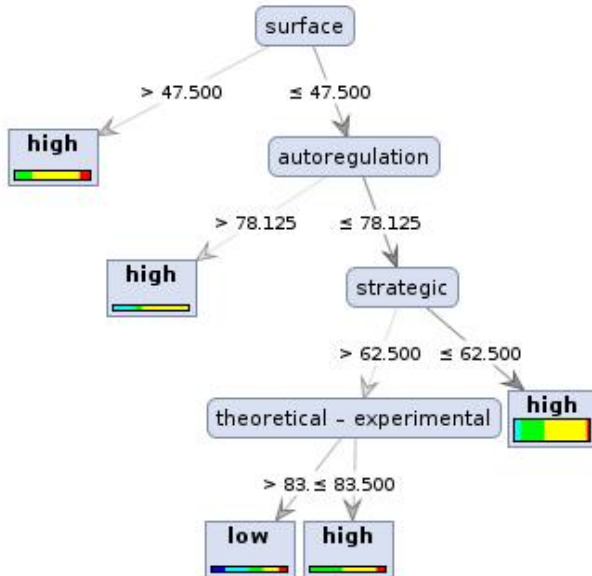 surface
> 47.500 ≤ 47.500
high
autoregulation
> 78.125 ≤ 78.125
high
strategic
> 62.500 ≤ 62.500
high
theoretical - experimental
> 83. ≤ 83.500
low high